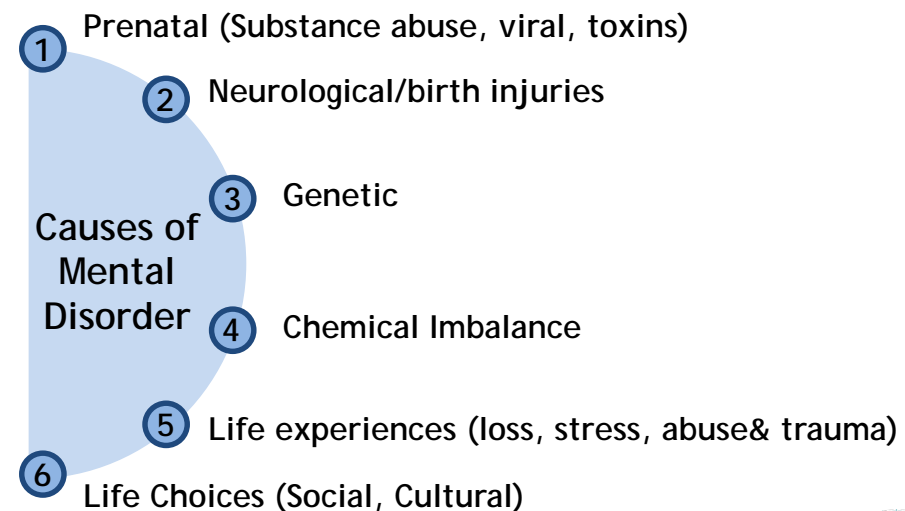 1 Prenatal (Substance abuse, viral, toxins)
2 Neurological/birth injuries
3 Genetic
Causes of
Mental
Disorder
4 Chemical Imbalance
5 Life experiences (loss, stress, abuse& trauma)
6 Life Choices (Social, Cultural)